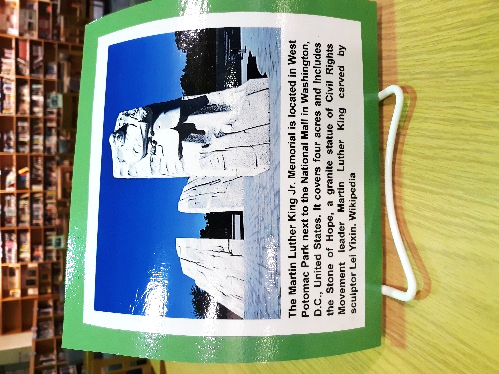 The Martin Luther King Jr. Memorial is located in West
Potomac Park next to the National Mall in Washington,
D.C., United States. It covers four acres and includes
the Stone of Hope, a granite statue of Civil Rights
Movement leader Martin Luther King carved by
sculptor Lei Yixin. Wikipedia